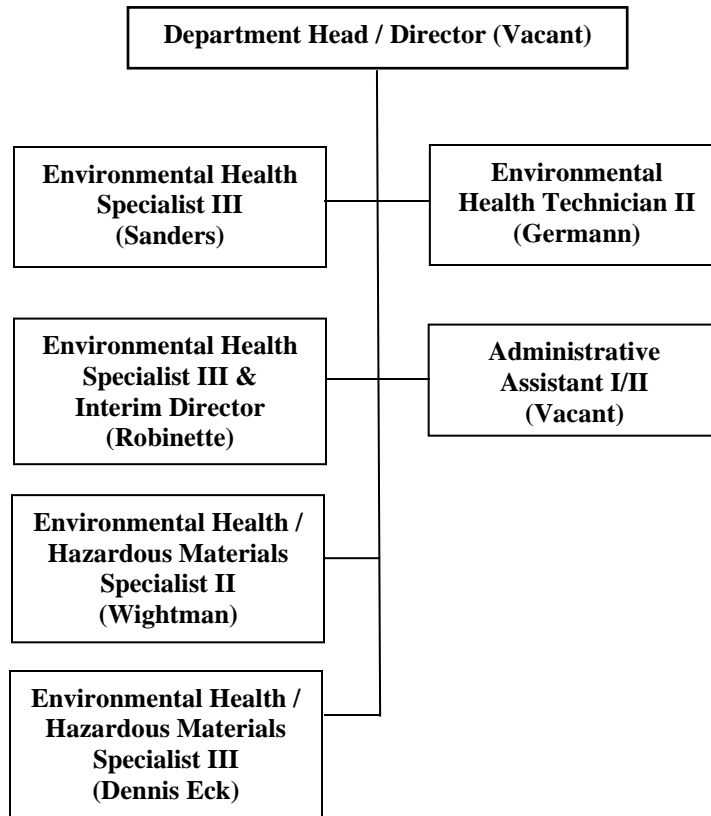 Department Head / Director (Vacant)
Environmental Health
Specialist III
(Sanders)
Environmental
Health Technician II
(Germann)
Environmental Health
Specialist III &
Interim Director
(Robinette)
Administrative
Assistant I/II
(Vacant)
Environmental Health /
Hazardous Materials
Specialist II
(Wightman)
Environmental Health /
Hazardous Materials
Specialist III
(Dennis Eck)